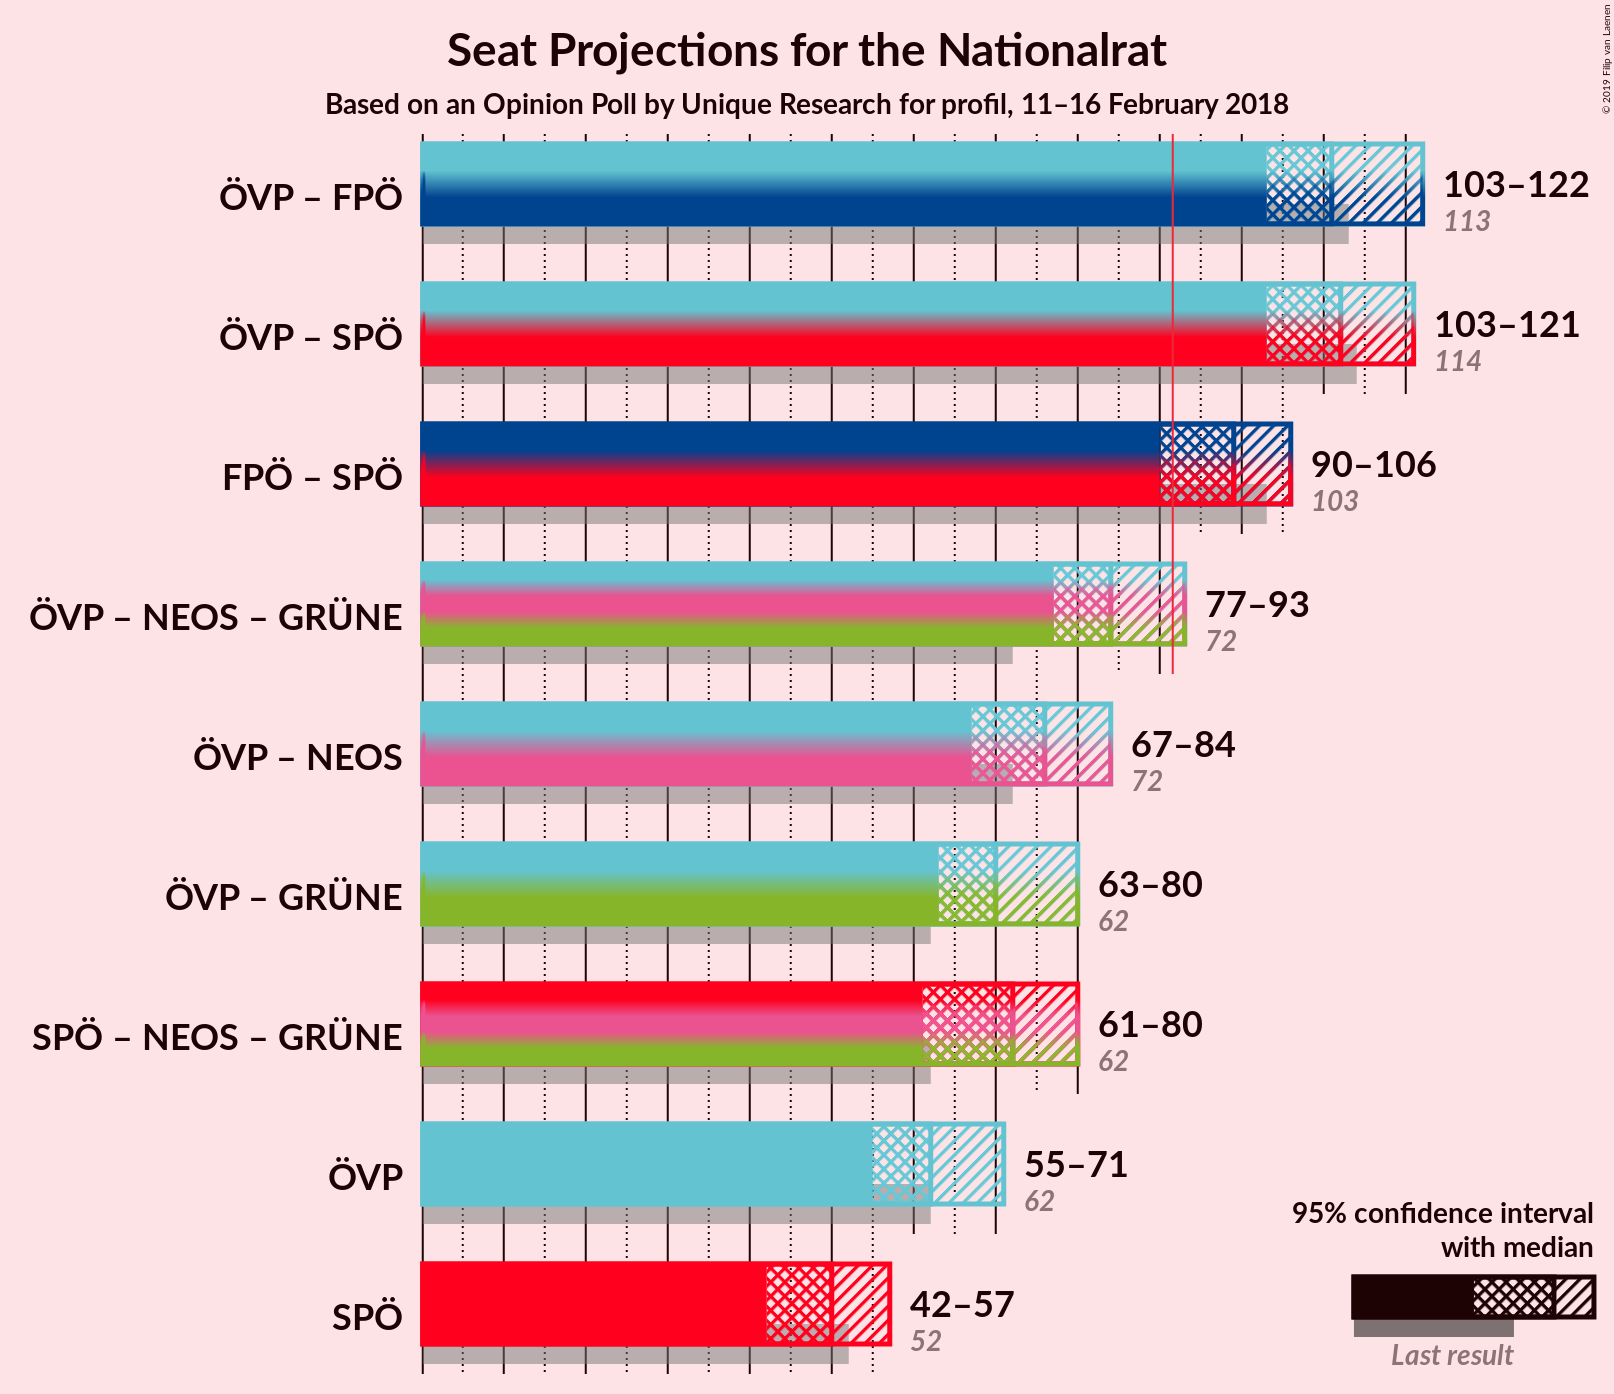 Seat Projections for the Nationalrat
Based on an Opinion Poll by Unique Research for profil, 11–16 February 2018
© 2019 Filip van Laenen
ÖVP – FPÖ
103–122
113
ÖVP – SPÖ
103–121
114
FPÖ – SPÖ
90–106
103
ÖVP – NEOS – GRÜNE
77–93
72
ÖVP – NEOS
67–84
72
ÖVP – GRÜNE
63–80
62
SPÖ – NEOS – GRÜNE
61–80
62
ÖVP
55–71
62
SPÖ
42–57
52
95% confidence interval
with median
Last result